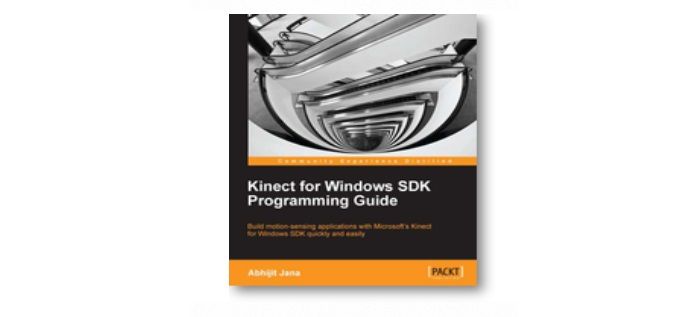 Community Experience Distilled
Kinect for Windows SDK
Programming Guide
Build motion-sensing applications with Microsoft's Kinect
for Windows SDK quickly and easily
Abhijit Jana
[PACKT]